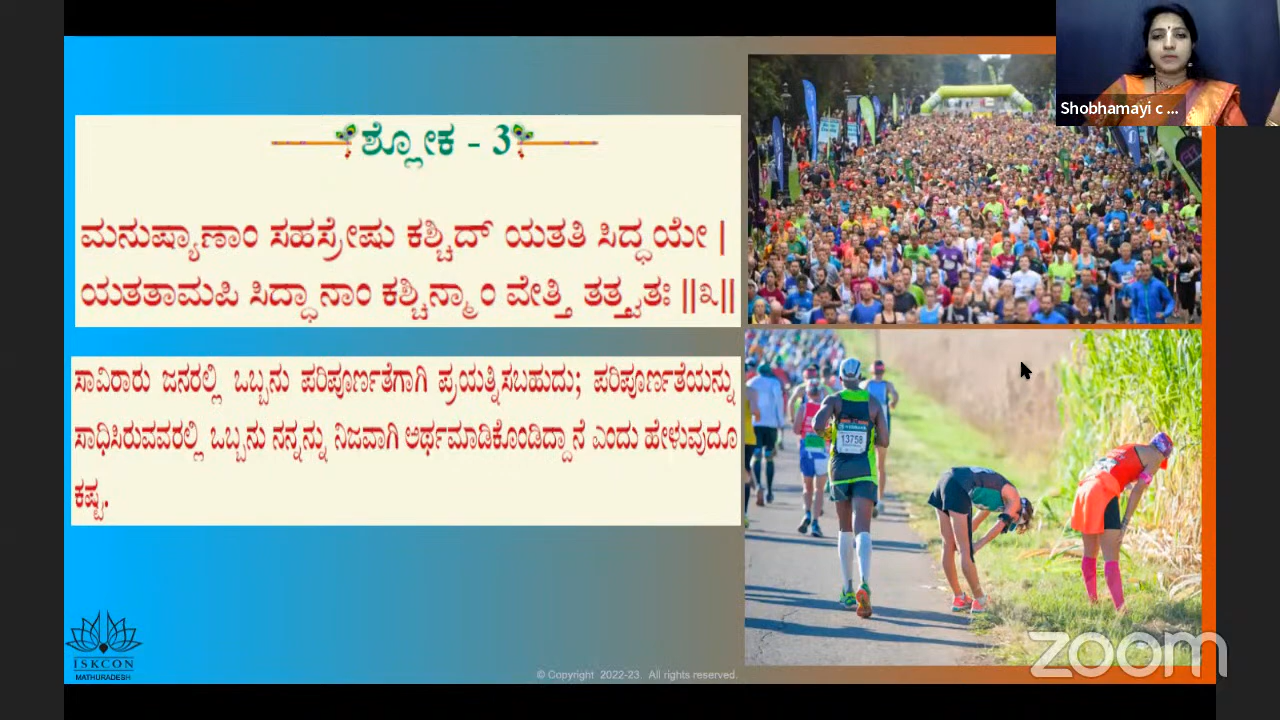 ಶ್ಲೋಕ - 3
ಮನುಷ್ಯಾಣಾಂ ಸಹಸ್ರೇಷು ಕಶ್ಚಿದ್ ಯತತಿ ಸಿದ್ಧಯೇ |
ಯತತಾಮಪಿ ಸಿದ್ಧಾನಾಂ ಕಶ್ಚಿನ್ಮಾಂ ವೇತ್ತಿ ತತ್ತ್ವತಃ ||೩||
ಸಾವಿರಾರು ಜನರಲ್ಲಿ ಒಬ್ಬನು ಪರಿಪೂರ್ಣತೆಗಾಗಿ ಪ್ರಯತ್ನಿಸಬಹುದು; ಪರಿಪೂರ್ಣತೆಯನ್ನು
ಸಾಧಿಸಿರುವವರಲ್ಲಿ ಒಬ್ಬನು ನನ್ನನ್ನು ನಿಜವಾಗಿ ಅರ್ಥಮಾಡಿಕೊಂಡಿದ್ದಾನೆ ಎಂದು ಹೇಳುವುದೂ
ಕಷ್ಟ.
Shobhamayi c ...
13758
ISKCON
MATHURADESH
© Copyright 2022-23. All rights reserved.
zoom